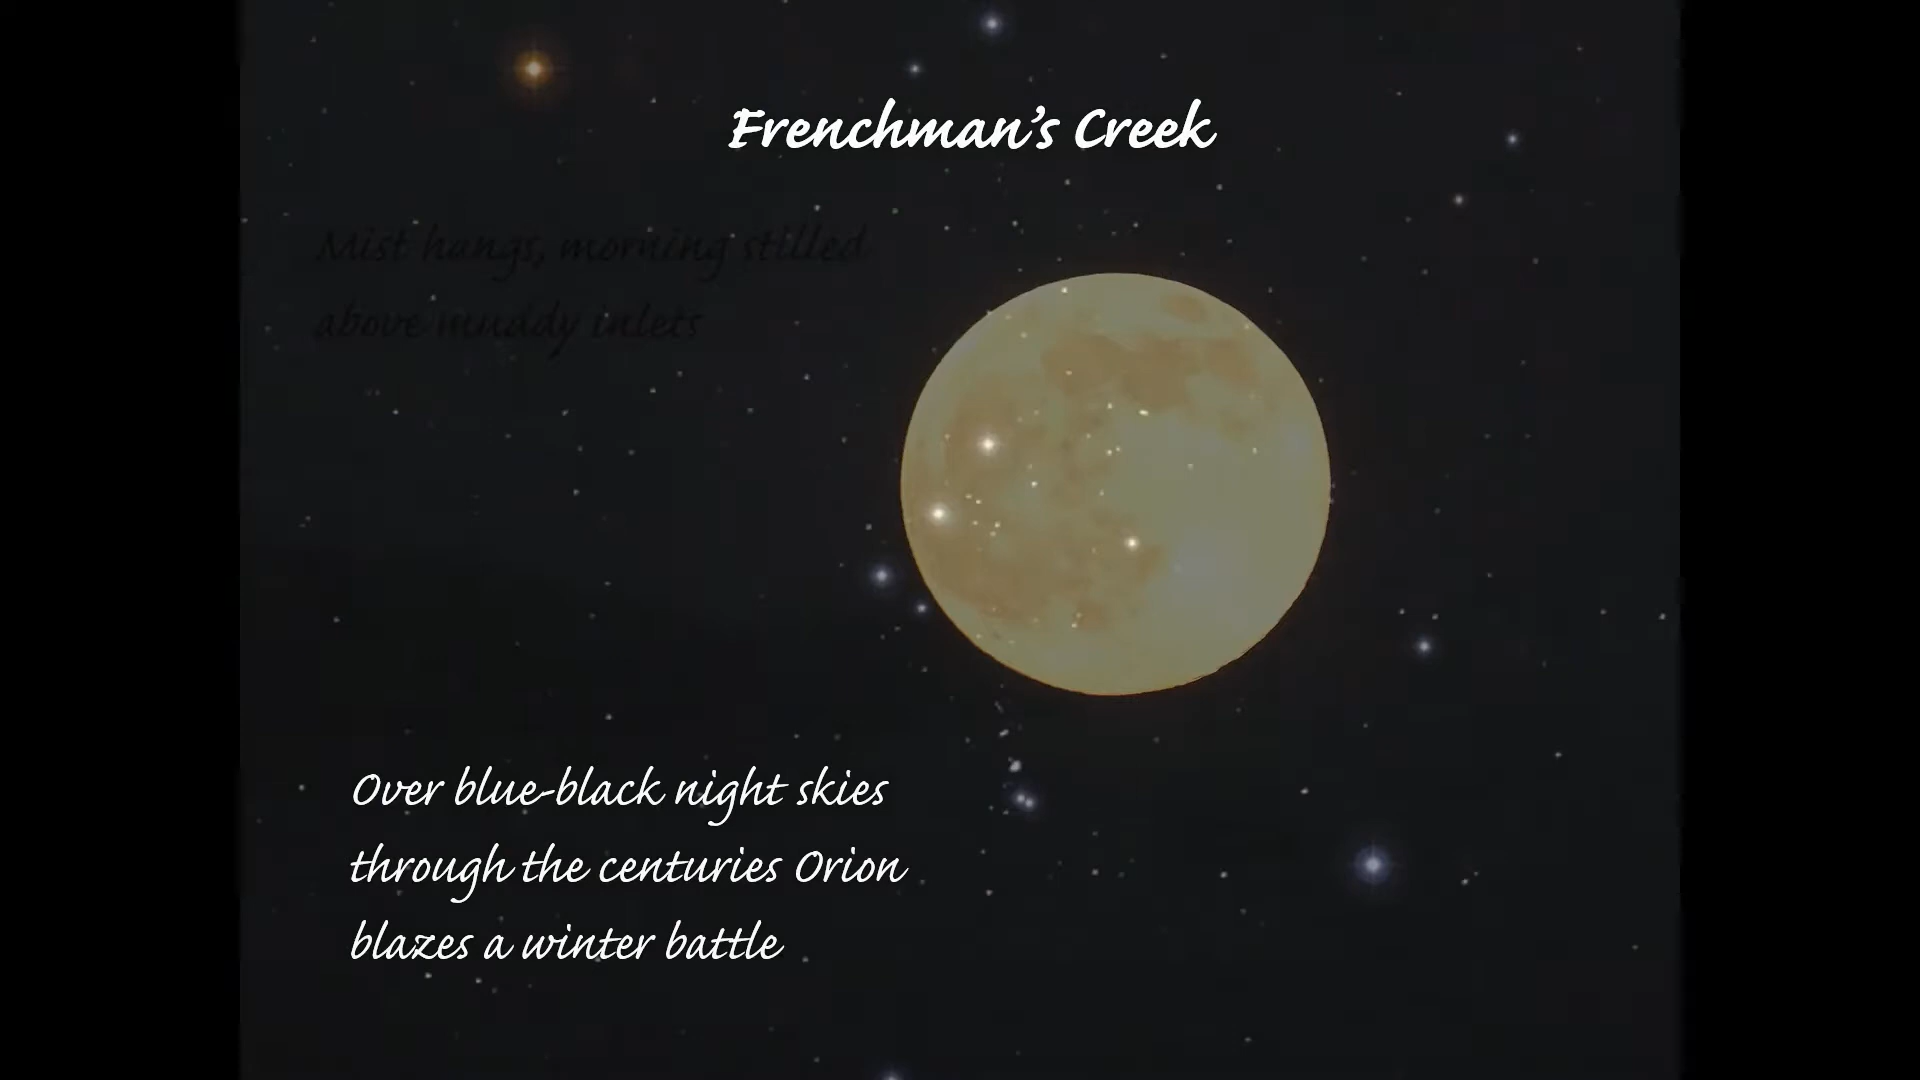 Frenchman's Creek
Mist hangs, morning stilled
above muddy inlets
Over blue-black night skies
through the centuries Orion
blazes a winter battle